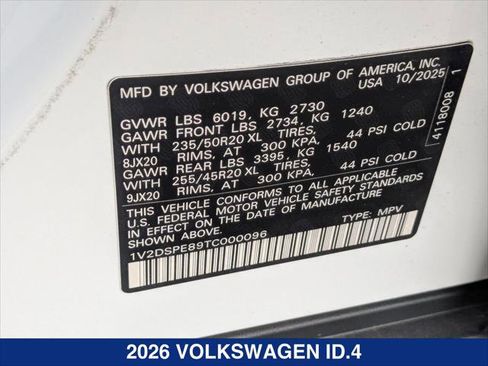 MFD BY VOLKSWAGEN GROUP OF AMERICA, INC.
USA 10/2025
GVWR LBS 6019, KG 2730
GAWR FRONT LBS 2734, KG 1240
WITH 235/50R20 XL TIRES,
8JX20 RIMS, AT 300 KPA, 44 PSI COLD
GAWR REAR LBS 3395, KG 1540
WITH 255/45R20 XL TIRES,
9JX20 RIMS, AT 300 KPA, 44 PSI COLD
THIS VEHICLE CONFORMS TO ALL APPLICABLE
U.S. FEDERAL MOTOR VEHICLE SAFETY STANDARDS
IN EFFECT ON THE DATE OF MANUFACTURE
1V2DSPE89TC000096 TYPE: MPV
4118008 1
2026 VOLKSWAGEN ID.4